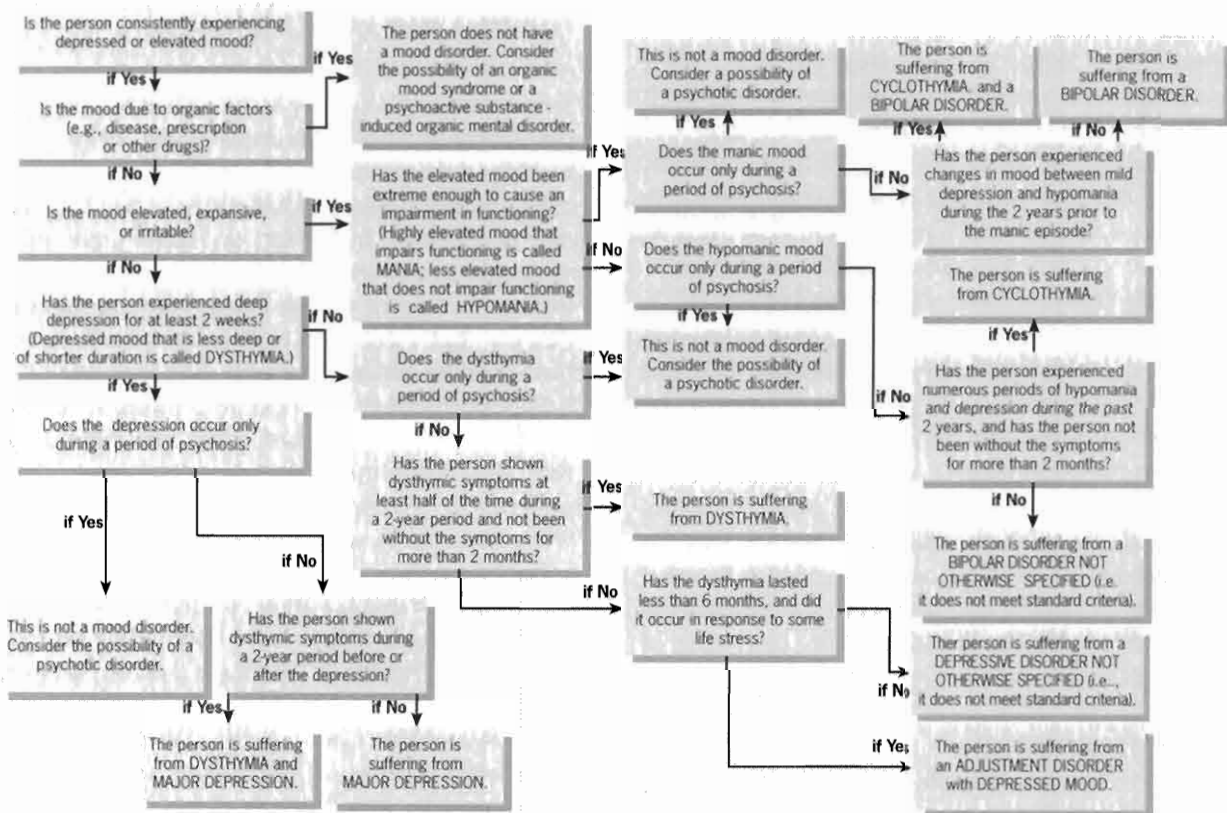 Is the person consistently experiencing
depressed or elevated mood?
if Yes
Is the mood due to organic factors
(e.g., disease, prescription
or other drugs)?
if Yes
The person does not have
a mood disorder. Consider
the possibility of an organic
mood syndrome or a
psychoactive substance -
induced organic mental disorder.
if No
Is the mood elevated, expansive,
or irritable?
if Yes
Has the elevated mood been
extreme enough to cause an
impairment in functioning?
(Highly elevated mood that
impairs functioning is called
MANIA; less elevated mood
that does not impair functioning
is called HYPOMANIA.)
if Yes
Does the manic mood
occur only during a
period of psychosis?
if Yes
This is not a mood disorder.
Consider a possibility of
a psychotic disorder.
if No
Has the person experienced
changes in mood between mild
depression and hypomania
during the 2 years prior to
the manic episode?
if Yes
The person is
suffering from
CYCLOTHYMIA. and a
BIPOLAR DISORDER.
if No
The person is
suffering from a
BIPOLAR DISORDER.
if No
Does the hypomanic mood
occur only during a period
of psychosis?
if Yes
This is not a mood disorder.
Consider the possibility of
a psychotic disorder.
if No
Has the person experienced
numerous periods of hypomania
and depression during the past
2 years, and has the person not
been without the symptoms
for more than 2 months?
if Yes
The person is suffering
from CYCLOTHYMIA.
if No
The person is suffering from a
BIPOLAR DISORDER NOT
OTHERWISE SPECIFIED (i.e.
it does not meet standard criteria).
if No
Has the person experienced deep
depression for at least 2 weeks?
(Depressed mood that is less deep or
of shorter duration is called DYSTHYMIA.)
if No
Does the dysthymia
occur only during a
period of psychosis?
if Yes
if No
Has the person shown
dysthymic symptoms at
least half of the time during
a 2-year period and not been
without the symptoms for
more than 2 months?
if Yes
The person is suffering
from DYSTHYMIA.
if No
Has the dysthymia lasted
less than 6 months, and did
it occur in response to some
life stress?
if No
Ther person is suffering from a
DEPRESSIVE DISORDER NOT
OTHERWISE SPECIFIED (i.e..,
it does not meet standard criteria).
if Yes
The person is suffering from
an ADJUSTMENT DISORDER
with DEPRESSED MOOD.
if Yes
Does the depression occur only
during a period of psychosis?
if Yes
This is not a mood disorder.
Consider the possibility of a
psychotic disorder.
if No
Has the person shown
dysthymic symptoms during
a 2-year period before or
after the depression?
if Yes
The person is suffering
from DYSTHYMIA and
MAJOR DEPRESSION.
if No
The person is
suffering from
MAJOR DEPRESSION.